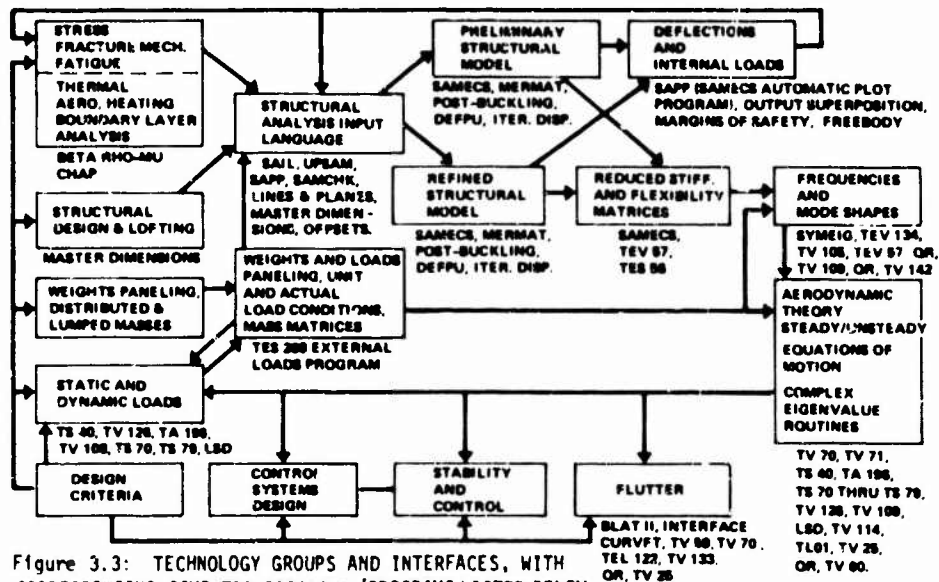 STRESS
FRACTURE MECH.
FATIGUE
THERMAL
AERO, HEATING
BOUNDARY LAYER
ANALYSIS
BETA RHO-MU
CHAP
STRUCTURAL
DESIGN & LOFTING
MASTER DIMENSIONS
WEIGHTS PANELING,
DISTRIBUTED &
LUMPED MASSES
STATIC AND
DYNAMIC LOADS
TS 40, TV 126, TA 196,
TV 108, TS 70, TS 79, LSD
DESIGN
CRITERIA
STRUCTURAL
ANALYSIS INPUT
LANGUAGE
SAIL, UPSAM,
SAPP, SAMCHK,
LINES & PLANES,
MASTER DIMEN-
SIONS, OFFSETS.
WEIGHTS AND LOADS
PANELING, UNIT
AND ACTUAL
LOAD CONDITIONS,
MASS MATRICES
TES EXTERNAL
LOADS PROGRAM
CONTROL
SYSTEMS
DESIGN
STABILITY
AND
CONTROL
FLUTTER
BLAT II, INTERFACE
CURVFT, TV 70,
TEL 122, TV 133,
OR, TV 25
PRELIMINARY
STRUCTURAL
MODEL
SAMECS, MERMAT,
POST-BUCKLING,
DEFPU, ITER. DISP.
REFINED
STRUCTURAL
MODEL
SAMECS, MERMAT,
POST-BUCKLING,
DEFPU, ITER. DISP.
DEFLECTIONS
AND
INTERNAL LOADS
SAPP (SAMECS AUTOMATIC PLOT
PROGRAM), OUTPUT SUPERPOSITION,
MARGINS OF SAFETY, FREEBODY
REDUCED STIFF.
AND FLEXIBILITY
MATRICES
SAMECS,
TEV 57,
TES
FREQUENCIES
AND
MODE SHAPES
SYMEIG, TEV 134,
TV 108, TEV 57 OR,
TV 109, OR, TV 142
AERODYNAMIC
THEORY
STEADY/UNSTEADY
EQUATIONS OF
MOTION
COMPLEX
EIGENVALUE
ROUTINES
TV 70, TV 71,
TS 40, TA 196,
TS 70 THRU TS 79,
TV 126, TV 109,
LSD, TV 114,
TL01, TV 25,
OR, TV 80.
Figure 3.3: TECHNOLOGY GROUPS AND INTERFACES, WITH